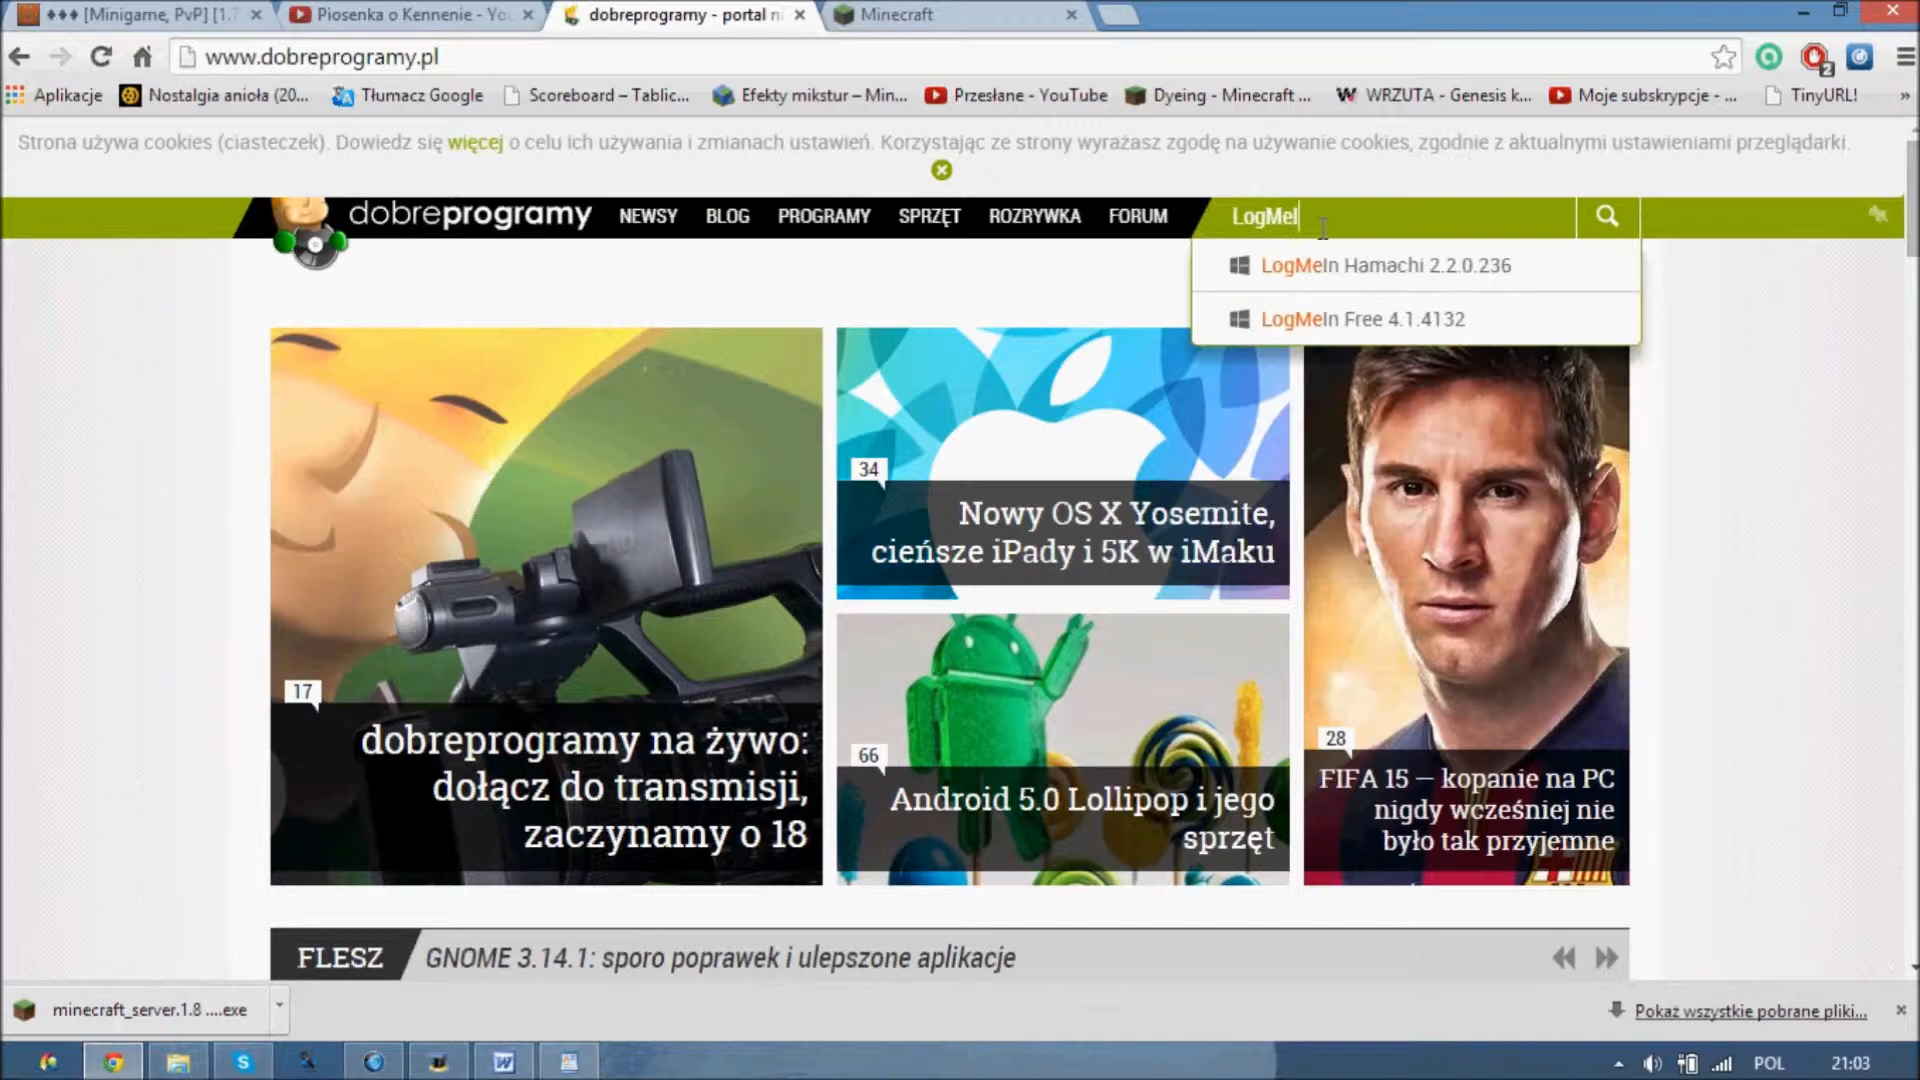 ♦♦♦ [Minigame, PvP] [1.7
Piosenka o Kennenie - Yo
dobreprogramy - portal n
Minecraft
www.dobreprogramy.pl
2
Aplikacje
Nostalgia anioła (20...
Tłumacz Google
Scoreboard – Tablic...
Efekty mikstur – Min...
Przesłane - YouTube
Dyeing - Minecraft ...
WRZUTA - Genesis k...
Moje subskrypcje - ...
TinyURL!
»
Strona używa cookies (ciasteczek). Dowiedz się więcej o celu ich używania i zmianach ustawień. Korzystając ze strony wyrażasz zgodę na używanie cookies, zgodnie z aktualnymi ustawieniami przeglądarki.
dobreprogramy
NEWSY
BLOG
PROGRAMY
SPRZĘT
ROZRYWKA
FORUM
LogMe
LogMeIn Hamachi 2.2.0.236
LogMeIn Free 4.1.4132
17
dobreprogramy na żywo:
dołącz do transmisji,
zaczynamy o 18
34
Nowy OS X Yosemite,
cieńsze iPady i 5K w iMaku
66
Android 5.0 Lollipop i jego
sprzęt
28
FIFA 15 — kopanie na PC
nigdy wcześniej nie
było tak przyjemne
FLESZ
GNOME 3.14.1: sporo poprawek i ulepszone aplikacje
minecraft_server.1.8 ....exe
Pokaż wszystkie pobrane pliki...
POL
21:03